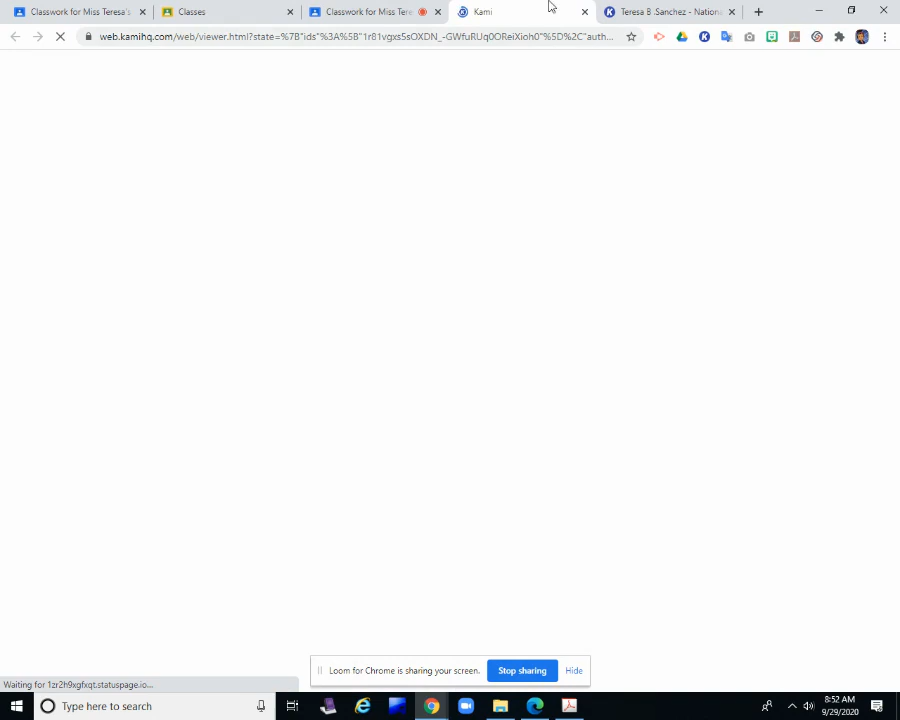 Classwork for Miss Teresa's
Classes
Classwork for Miss Tere
Kami
Teresa B .Sanchez - Nationa
web.kamihq.com/web/viewer.html?state=%7B"ids"%3A%5B"1r81vgxs5sOXDN_-GWfuRUq0OReiXioh0"%5D%2C"auth...
Loom for Chrome is sharing your screen.
Stop sharing
Hide
Waiting for 1zr2h9xgfxqt.statuspage.io...
Type here to search
8:52 AM
9/29/2020